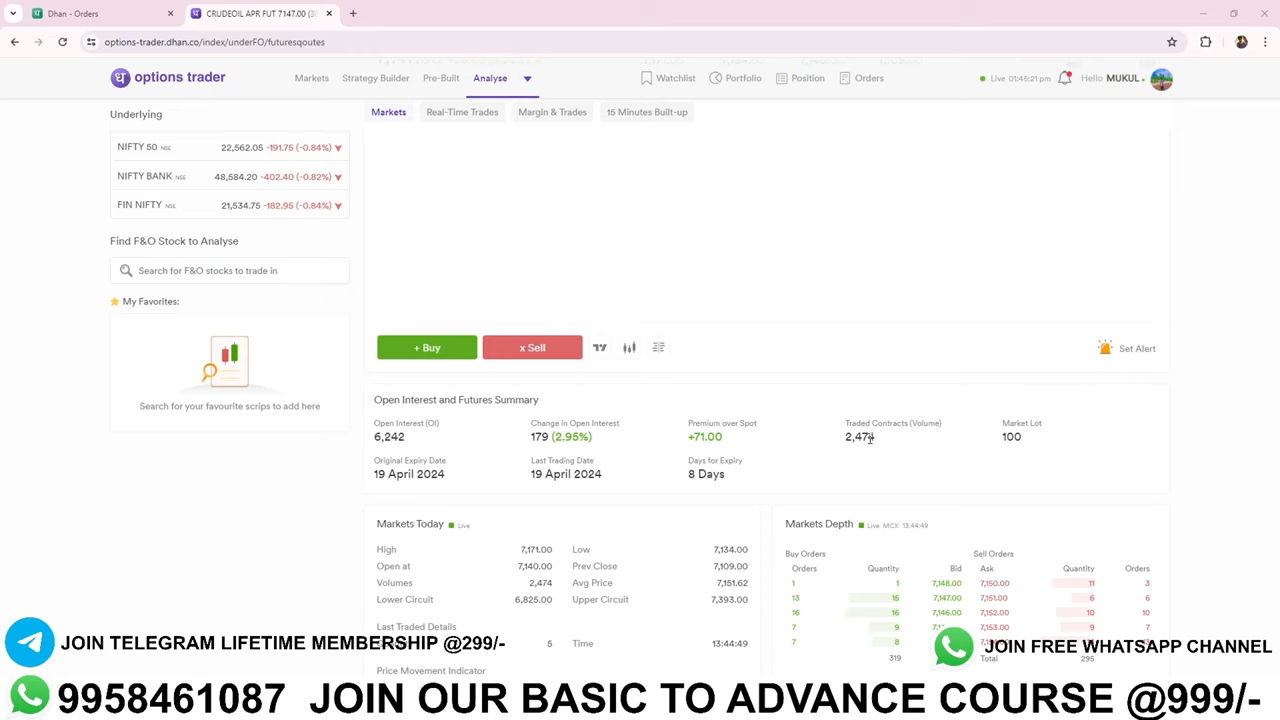 Dhan - Orders
CRUDEOIL APR FUT 7147.00 (3
options-trader.dhan.co/index/underFO/futuresqoutes
options trader
Markets
Strategy Builder
Pre-Built
Analyse
Watchlist
Portfolio
Position
Orders
Live 01:45:21 pm
Hello MUKUL
Underlying
Markets
Real-Time Trades
Margin & Trades
15 Minutes Built-up
NIFTY 50 NSE 22,562.05 -191.75 (-0.84%)
NIFTY BANK NSE 48,584.20 -402.40 (-0.82%)
FIN NIFTY NSE 21,534.75 -182.95 (-0.84%)
Find F&O Stock to Analyse
Search for F&O stocks to trade in
My Favorites:
Search for your favourite scrips to add here
+ Buy
x Sell
Set Alert
Open Interest and Futures Summary
Open Interest (OI) Change in Open Interest Premium over Spot Traded Contracts (Volume) Market Lot
6,242 179 (2.95%) +71.00 2,474 100
Original Expiry Date Last Trading Date Days for Expiry
19 April 2024 19 April 2024 8 Days
Markets Today Live
High 7,171.00 Low 7,134.00
Open at 7,140.00 Prev Close 7,109.00
Volumes 2,474 Avg Price 7,151.62
Lower Circuit 6,825.00 Upper Circuit 7,393.00
Last Traded Details
5 Time 13:44:49
Price Movement Indicator
Markets Depth Live MCX 13:44:49
Buy Orders Sell Orders
Orders Quantity Bid Ask Quantity Orders
1 1 7,148.00 7,150.00 11 3
13 15 7,147.00 7,151.00 6 6
16 16 7,146.00 7,152.00 10 10
7 9 7,153.00 9 7
7 8
319 Total 295
JOIN TELEGRAM LIFETIME MEMBERSHIP @299/-
JOIN FREE WHATSAPP CHANNEL
9958461087 JOIN OUR BASIC TO ADVANCE COURSE @999/-